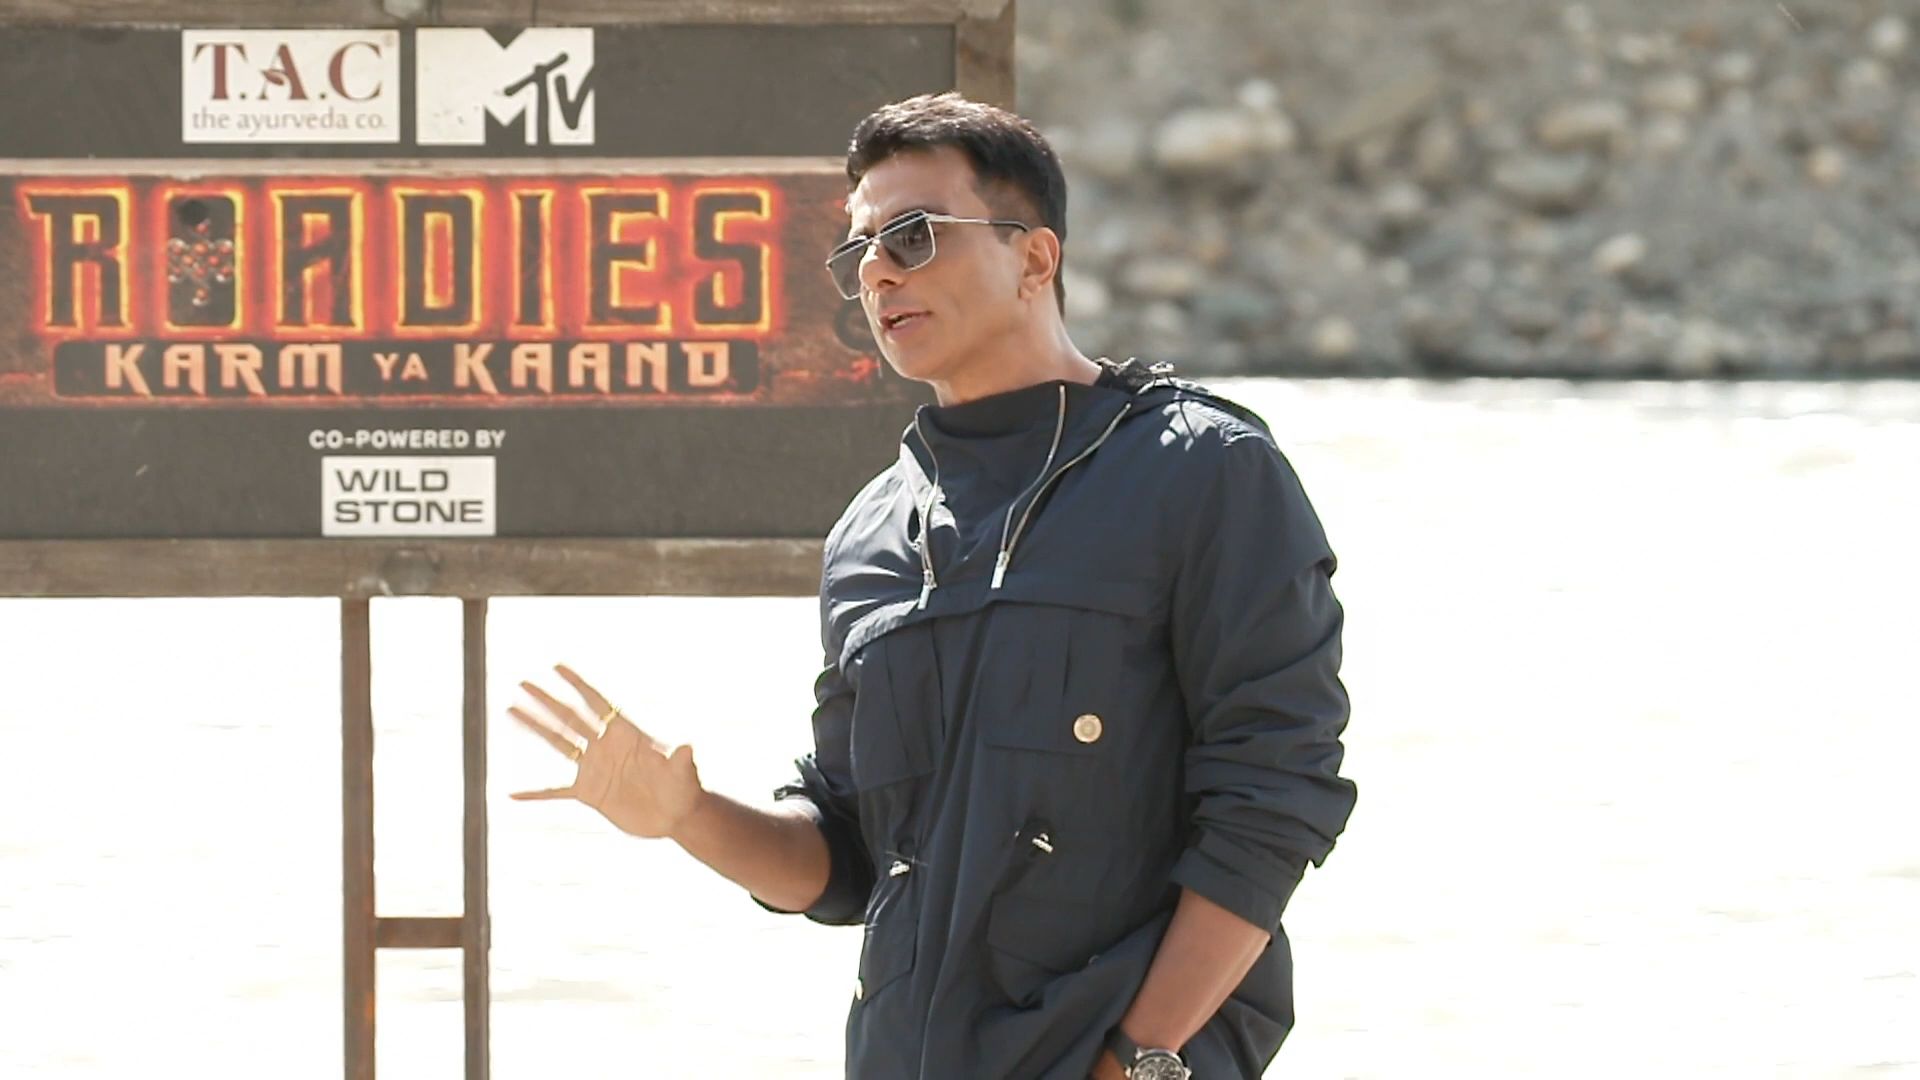 T.A.C
the ayurveda co.
MTV
ROADIES
KARM YA KAAND
CO-POWERED BY
WILD
STONE